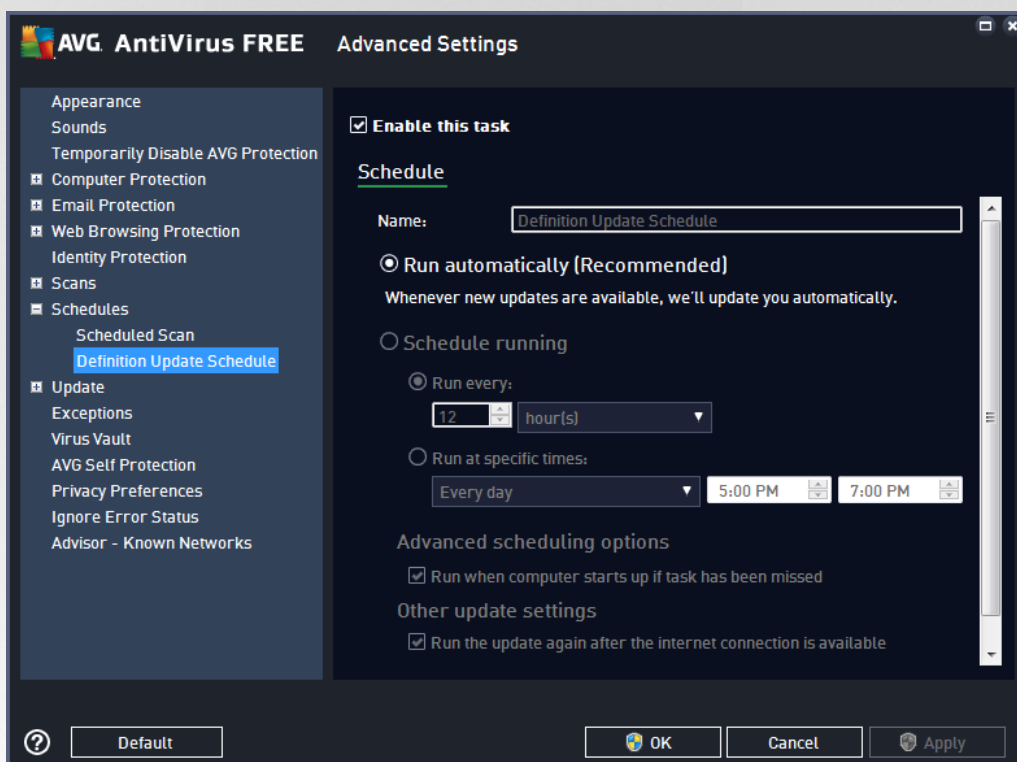 AVG AntiVirus FREE Advanced Settings
Appearance
Sounds
Temporarily Disable AVG Protection
Computer Protection
Email Protection
Web Browsing Protection
Identity Protection
Scans
Schedules
Scheduled Scan
Definition Update Schedule
Update
Exceptions
Virus Vault
AVG Self Protection
Privacy Preferences
Ignore Error Status
Advisor - Known Networks
Enable this task
Schedule
Name: Definition Update Schedule
Run automatically (Recommended)
Whenever new updates are available, we'll update you automatically.
Schedule running
Run every:
12 hour(s)
Run at specific times:
Every day 5:00 PM 7:00 PM
Advanced scheduling options
Run when computer starts up if task has been missed
Other update settings
Run the update again after the internet connection is available
? Default OK Cancel Apply